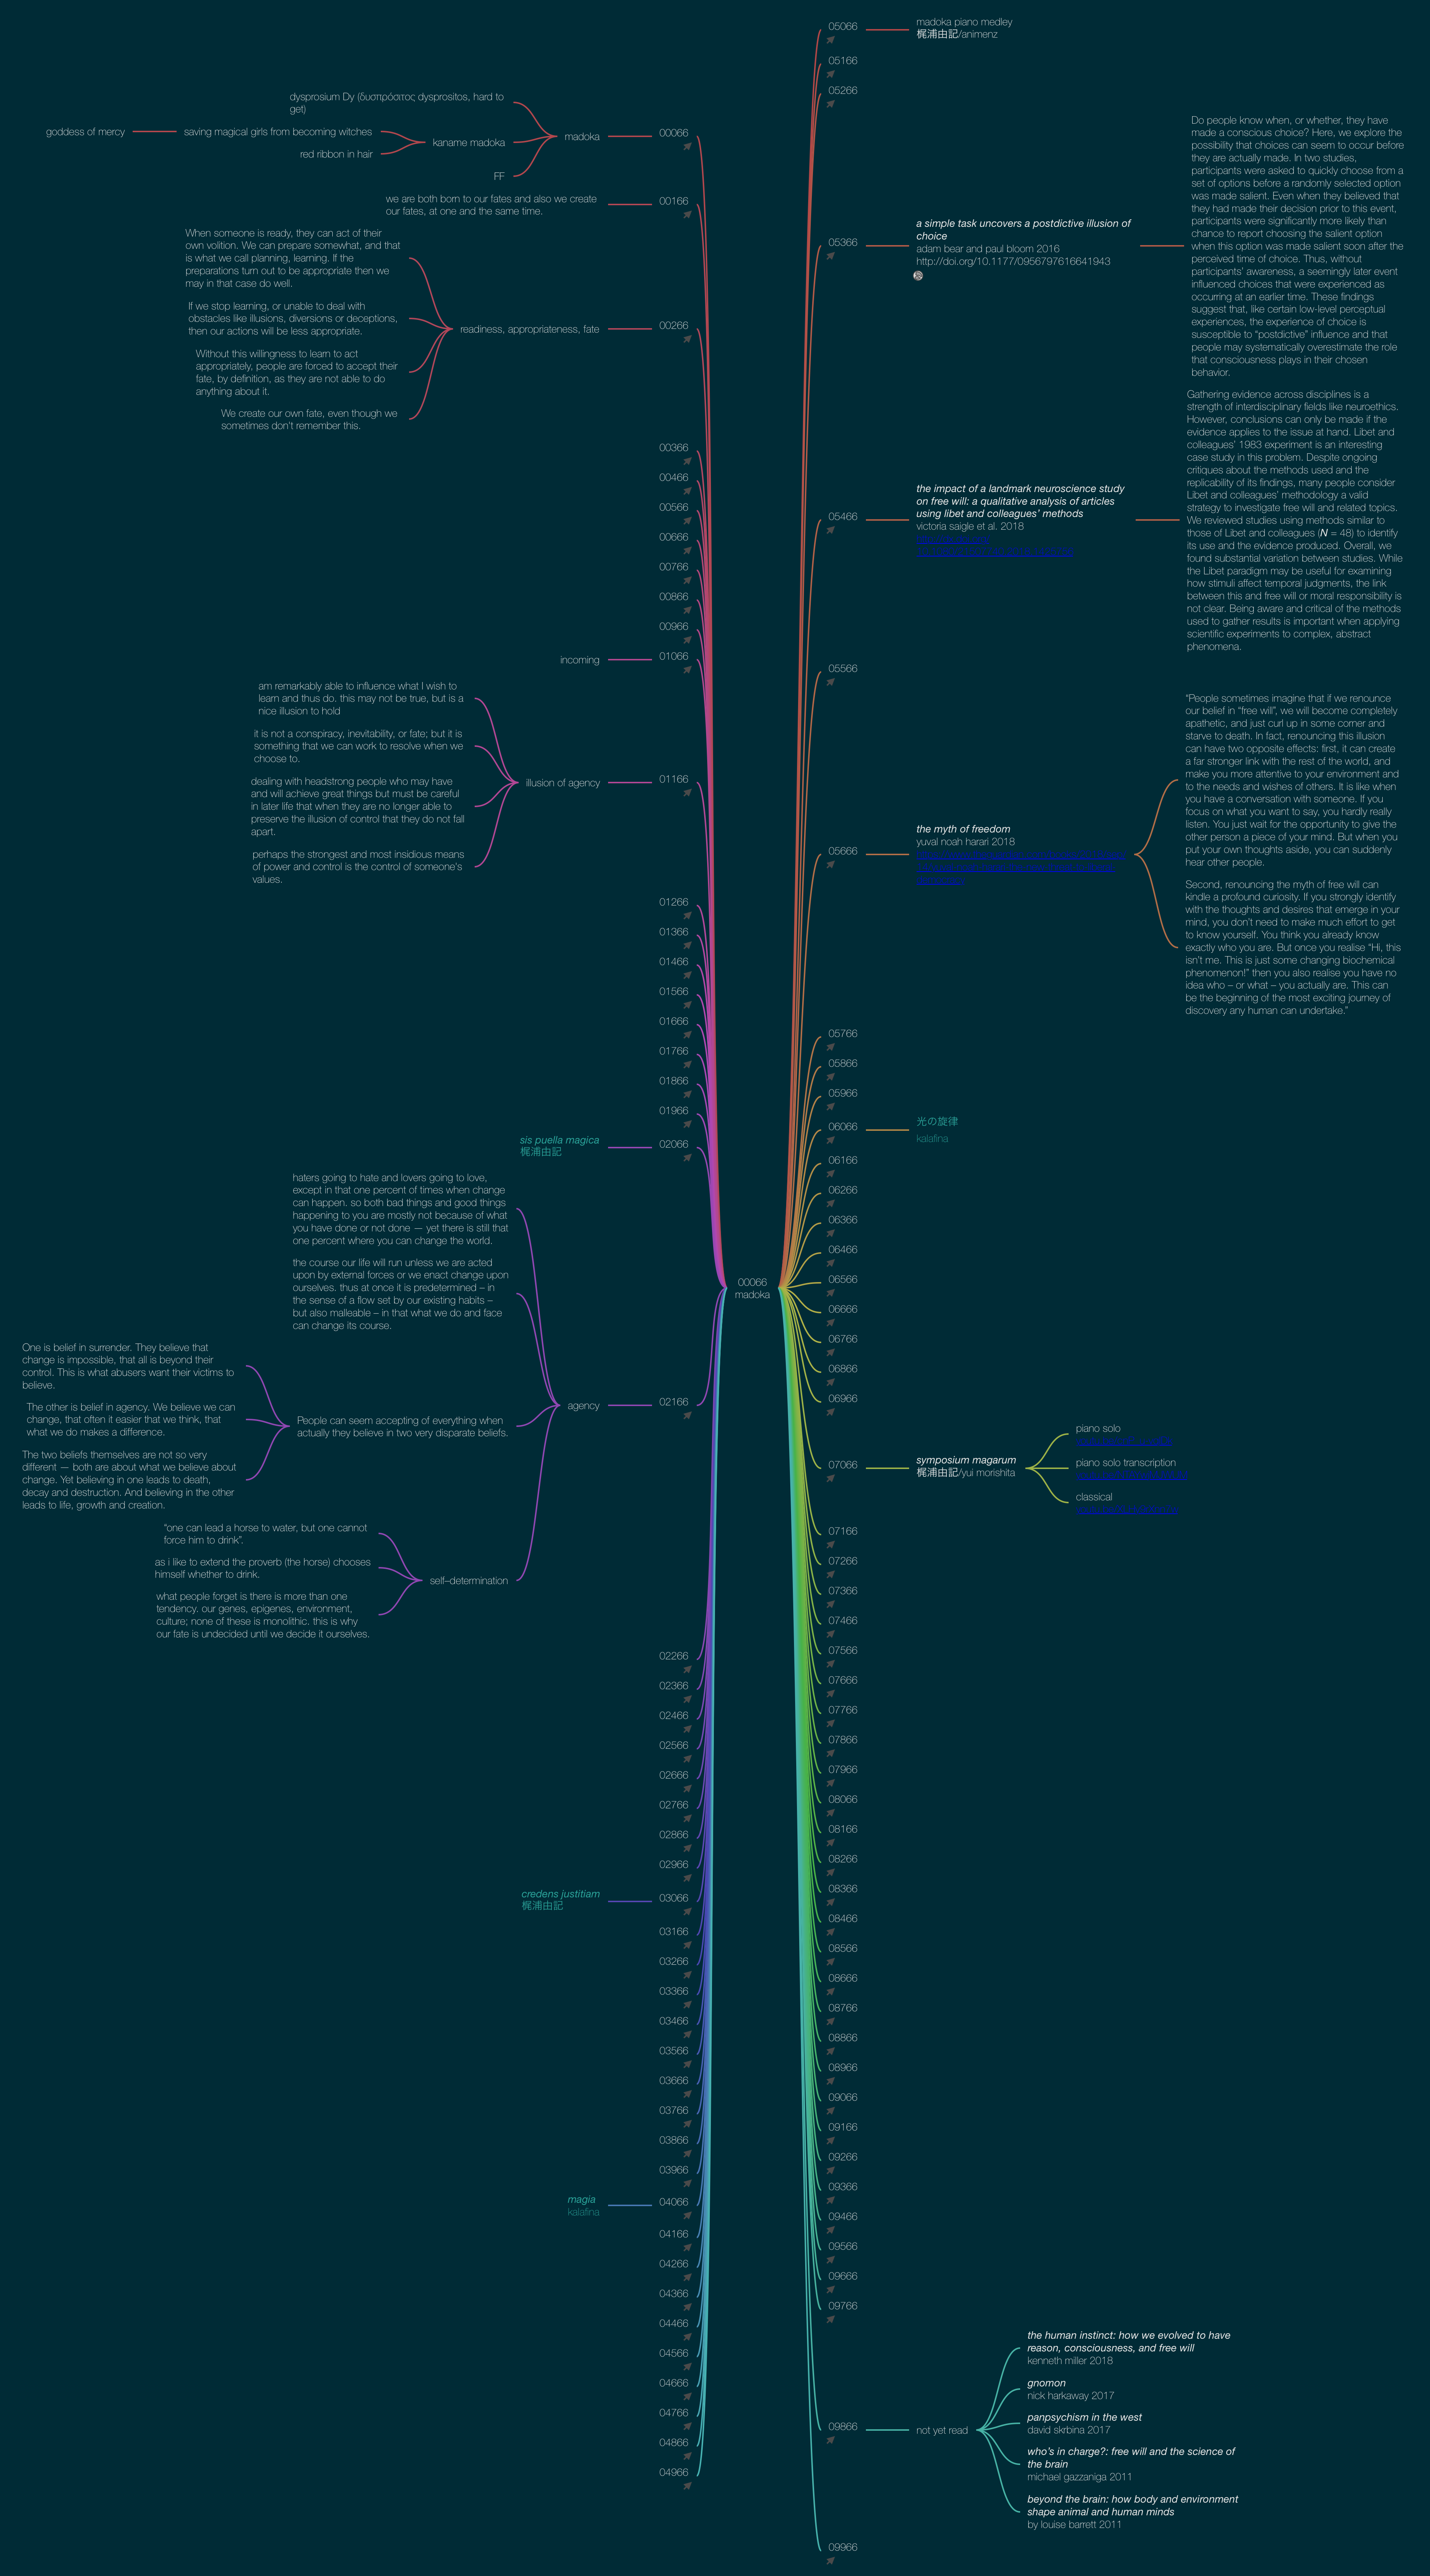 00066
madoka
00066
madoka
dysprosium Dy (δυσπρόσιτος dysprositos, hard to
get)
kaname madoka
saving magical girls from becoming witches
goddess of mercy
red ribbon in hair
FF
00166
we are both born to our fates and also we create
our fates, at one and the same time.
00266
readiness, appropriateness, fate
When someone is ready, they can act of their
own volition. We can prepare somewhat, and that
is what we call planning, learning. If the
preparations turn out to be appropriate then we
may in that case do well.
If we stop learning, or unable to deal with
obstacles like illusions, diversions or deceptions,
then our actions will be less appropriate.
Without this willingness to learn to act
appropriately, people are forced to accept their
fate, by definition, as they are not able to do
anything about it.
We create our own fate, even though we
sometimes don't remember this.
00366
00466
00566
00666
00766
00866
00966
01066
incoming
01166
illusion of agency
am remarkably able to influence what I wish to
learn and thus do. this may not be true, but is a
nice illusion to hold
it is not a conspiracy, inevitability, or fate; but it is
something that we can work to resolve when we
choose to.
dealing with headstrong people who may have
and will achieve great things but must be careful
in later life that when they are no longer able to
preserve the illusion of control that they do not fall
apart.
perhaps the strongest and most insidious means
of power and control is the control of someone's
values.
01266
01366
01466
01566
01666
01766
01866
01966
02066
sis puella magica
梶浦由記
02166
agency
haters going to hate and lovers going to love,
except in that one percent of times when change
can happen. so both bad things and good things
happening to you are mostly not because of what
you have done or not done — yet there is still that
one percent where you can change the world.
the course our life will run unless we are acted
upon by external forces or we enact change upon
ourselves. thus at once it is predetermined – in
the sense of a flow set by our existing habits –
but also malleable – in that what we do and face
can change its course.
People can seem accepting of everything when
actually they believe in two very disparate beliefs.
One is belief in surrender. They believe that
change is impossible, that all is beyond their
control. This is what abusers want their victims to
believe.
The other is belief in agency. We believe we can
change, that often it easier that we think, that
what we do makes a difference.
The two beliefs themselves are not so very
different — both are about what we believe about
change. Yet believing in one leads to death,
decay and destruction. And believing in the other
leads to life, growth and creation.
self–determination
“one can lead a horse to water, but one cannot
force him to drink”.
as i like to extend the proverb (the horse) chooses
himself whether to drink.
what people forget is there is more than one
tendency. our genes, epigenes, environment,
culture; none of these is monolithic. this is why
our fate is undecided until we decide it ourselves.
02266
02366
02466
02566
02666
02766
02866
02966
03066
credens justitiam
梶浦由記
03166
03266
03366
03466
03566
03666
03766
03866
03966
04066
magia
kalafina
04166
04266
04366
04466
04566
04666
04766
04866
04966
05066
madoka piano medley
梶浦由記/animenz
05166
05266
05366
a simple task uncovers a postdictive illusion of
choice
adam bear and paul bloom 2016
http://doi.org/10.1177/0956797616641943
Do people know when, or whether, they have
made a conscious choice? Here, we explore the
possibility that choices can seem to occur before
they are actually made. In two studies,
participants were asked to quickly choose from a
set of options before a randomly selected option
was made salient. Even when they believed that
they had made their decision prior to this event,
participants were significantly more likely than
chance to report choosing the salient option
when this option was made salient soon after the
perceived time of choice. Thus, without
participants’ awareness, a seemingly later event
influenced choices that were experienced as
occurring at an earlier time. These findings
suggest that, like certain low-level perceptual
experiences, the experience of choice is
susceptible to “postdictive” influence and that
people may systematically overestimate the role
that consciousness plays in their chosen
behavior.
05466
the impact of a landmark neuroscience study
on free will: a qualitative analysis of articles
using libet and colleagues’ methods
victoria saigle et al. 2018
Gathering evidence across disciplines is a
strength of interdisciplinary fields like neuroethics.
However, conclusions can only be made if the
evidence applies to the issue at hand. Libet and
colleagues’ 1983 experiment is an interesting
case study in this problem. Despite ongoing
critiques about the methods used and the
replicability of its findings, many people consider
Libet and colleagues’ methodology a valid
strategy to investigate free will and related topics.
We reviewed studies using methods similar to
those of Libet and colleagues (N = 48) to identify
its use and the evidence produced. Overall, we
found substantial variation between studies. While
the Libet paradigm may be useful for examining
how stimuli affect temporal judgments, the link
between this and free will or moral responsibility is
not clear. Being aware and critical of the methods
used to gather results is important when applying
scientific experiments to complex, abstract
phenomena.
05566
05666
the myth of freedom
yuval noah harari 2018
“People sometimes imagine that if we renounce
our belief in “free will”, we will become completely
apathetic, and just curl up in some corner and
starve to death. In fact, renouncing this illusion
can have two opposite effects: first, it can create
a far stronger link with the rest of the world, and
make you more attentive to your environment and
to the needs and wishes of others. It is like when
you have a conversation with someone. If you
focus on what you want to say, you hardly really
listen. You just wait for the opportunity to give the
other person a piece of your mind. But when you
put your own thoughts aside, you can suddenly
hear other people.
Second, renouncing the myth of free will can
kindle a profound curiosity. If you strongly identify
with the thoughts and desires that emerge in your
mind, you don’t need to make much effort to get
to know yourself. You think you already know
exactly who you are. But once you realise “Hi, this
isn’t me. This is just some changing biochemical
phenomenon!” then you also realise you have no
idea who – or what – you actually are. This can
be the beginning of the most exciting journey of
discovery any human can undertake.”
05766
05866
05966
06066
光の旋律
kalafina
06166
06266
06366
06466
06566
06666
06766
06866
06966
07066
symposium magarum
梶浦由記/yui morishita
piano solo
piano solo transcription
classical
07166
07266
07366
07466
07566
07666
07766
07866
07966
08066
08166
08266
08366
08466
08566
08666
08766
08866
08966
09066
09166
09266
09366
09466
09566
09666
09766
09866
not yet read
the human instinct: how we evolved to have
reason, consciousness, and free will
kenneth miller 2018
gnomon
nick harkaway 2017
panpsychism in the west
david skrbina 2017
who’s in charge?: free will and the science of
the brain
michael gazzaniga 2011
beyond the brain: how body and environment
shape animal and human minds
by louise barrett 2011
09966